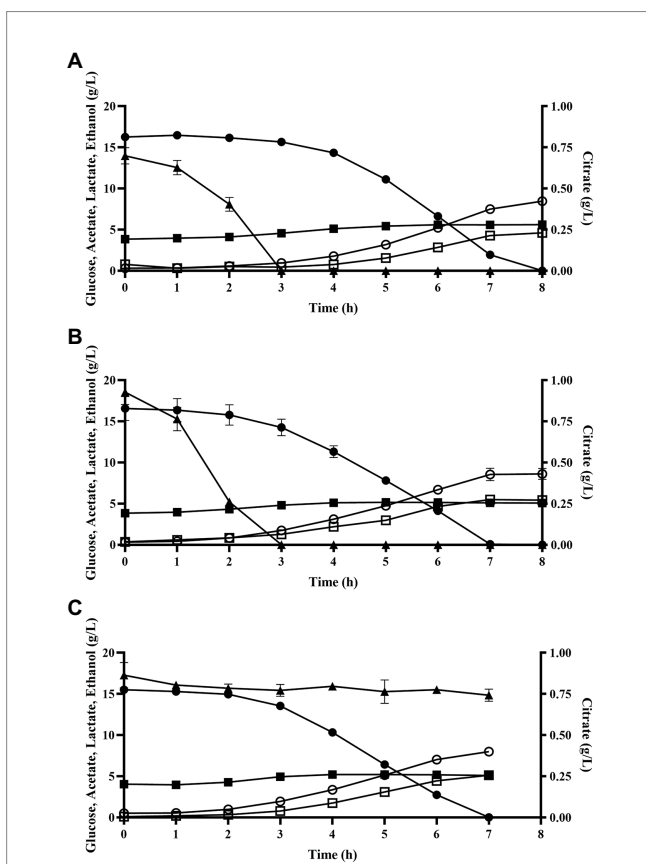 A
Glucose, Acetate, Lactate, Ethanol (g/L)
20
15
10
5
0
1.00
0.75
0.50
0.25
0.00
Citrate (g/L)
0 1 2 3 4 5 6 7 8
Time (h)
B
Glucose, Acetate, Lactate, Ethanol (g/L)
20
15
10
5
0
1.00
0.75
0.50
0.25
0.00
Citrate (g/L)
0 1 2 3 4 5 6 7 8
Time (h)
C
Glucose, Acetate, Lactate, Ethanol (g/L)
20
15
10
5
0
1.00
0.75
0.50
0.25
0.00
Citrate (g/L)
0 1 2 3 4 5 6 7 8
Time (h)